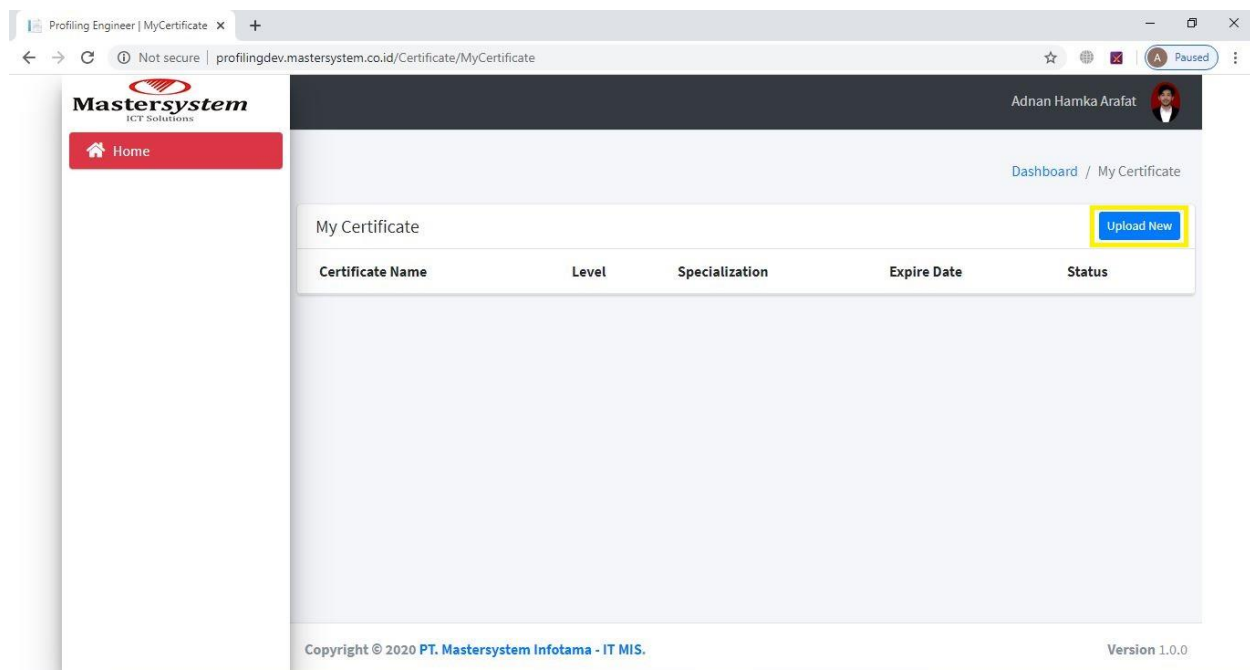 Profiling Engineer | MyCertificate
Not secure | profilingdev.mastersystem.co.id/Certificate/MyCertificate
A Paused
Mastersystem
ICT Solutions
Adnan Hamka Arafat
Home
Dashboard / My Certificate
My Certificate
Upload New
Certificate Name Level Specialization Expire Date Status
Copyright © 2020 PT. Mastersystem Infotama - IT MIS. Version 1.0.0